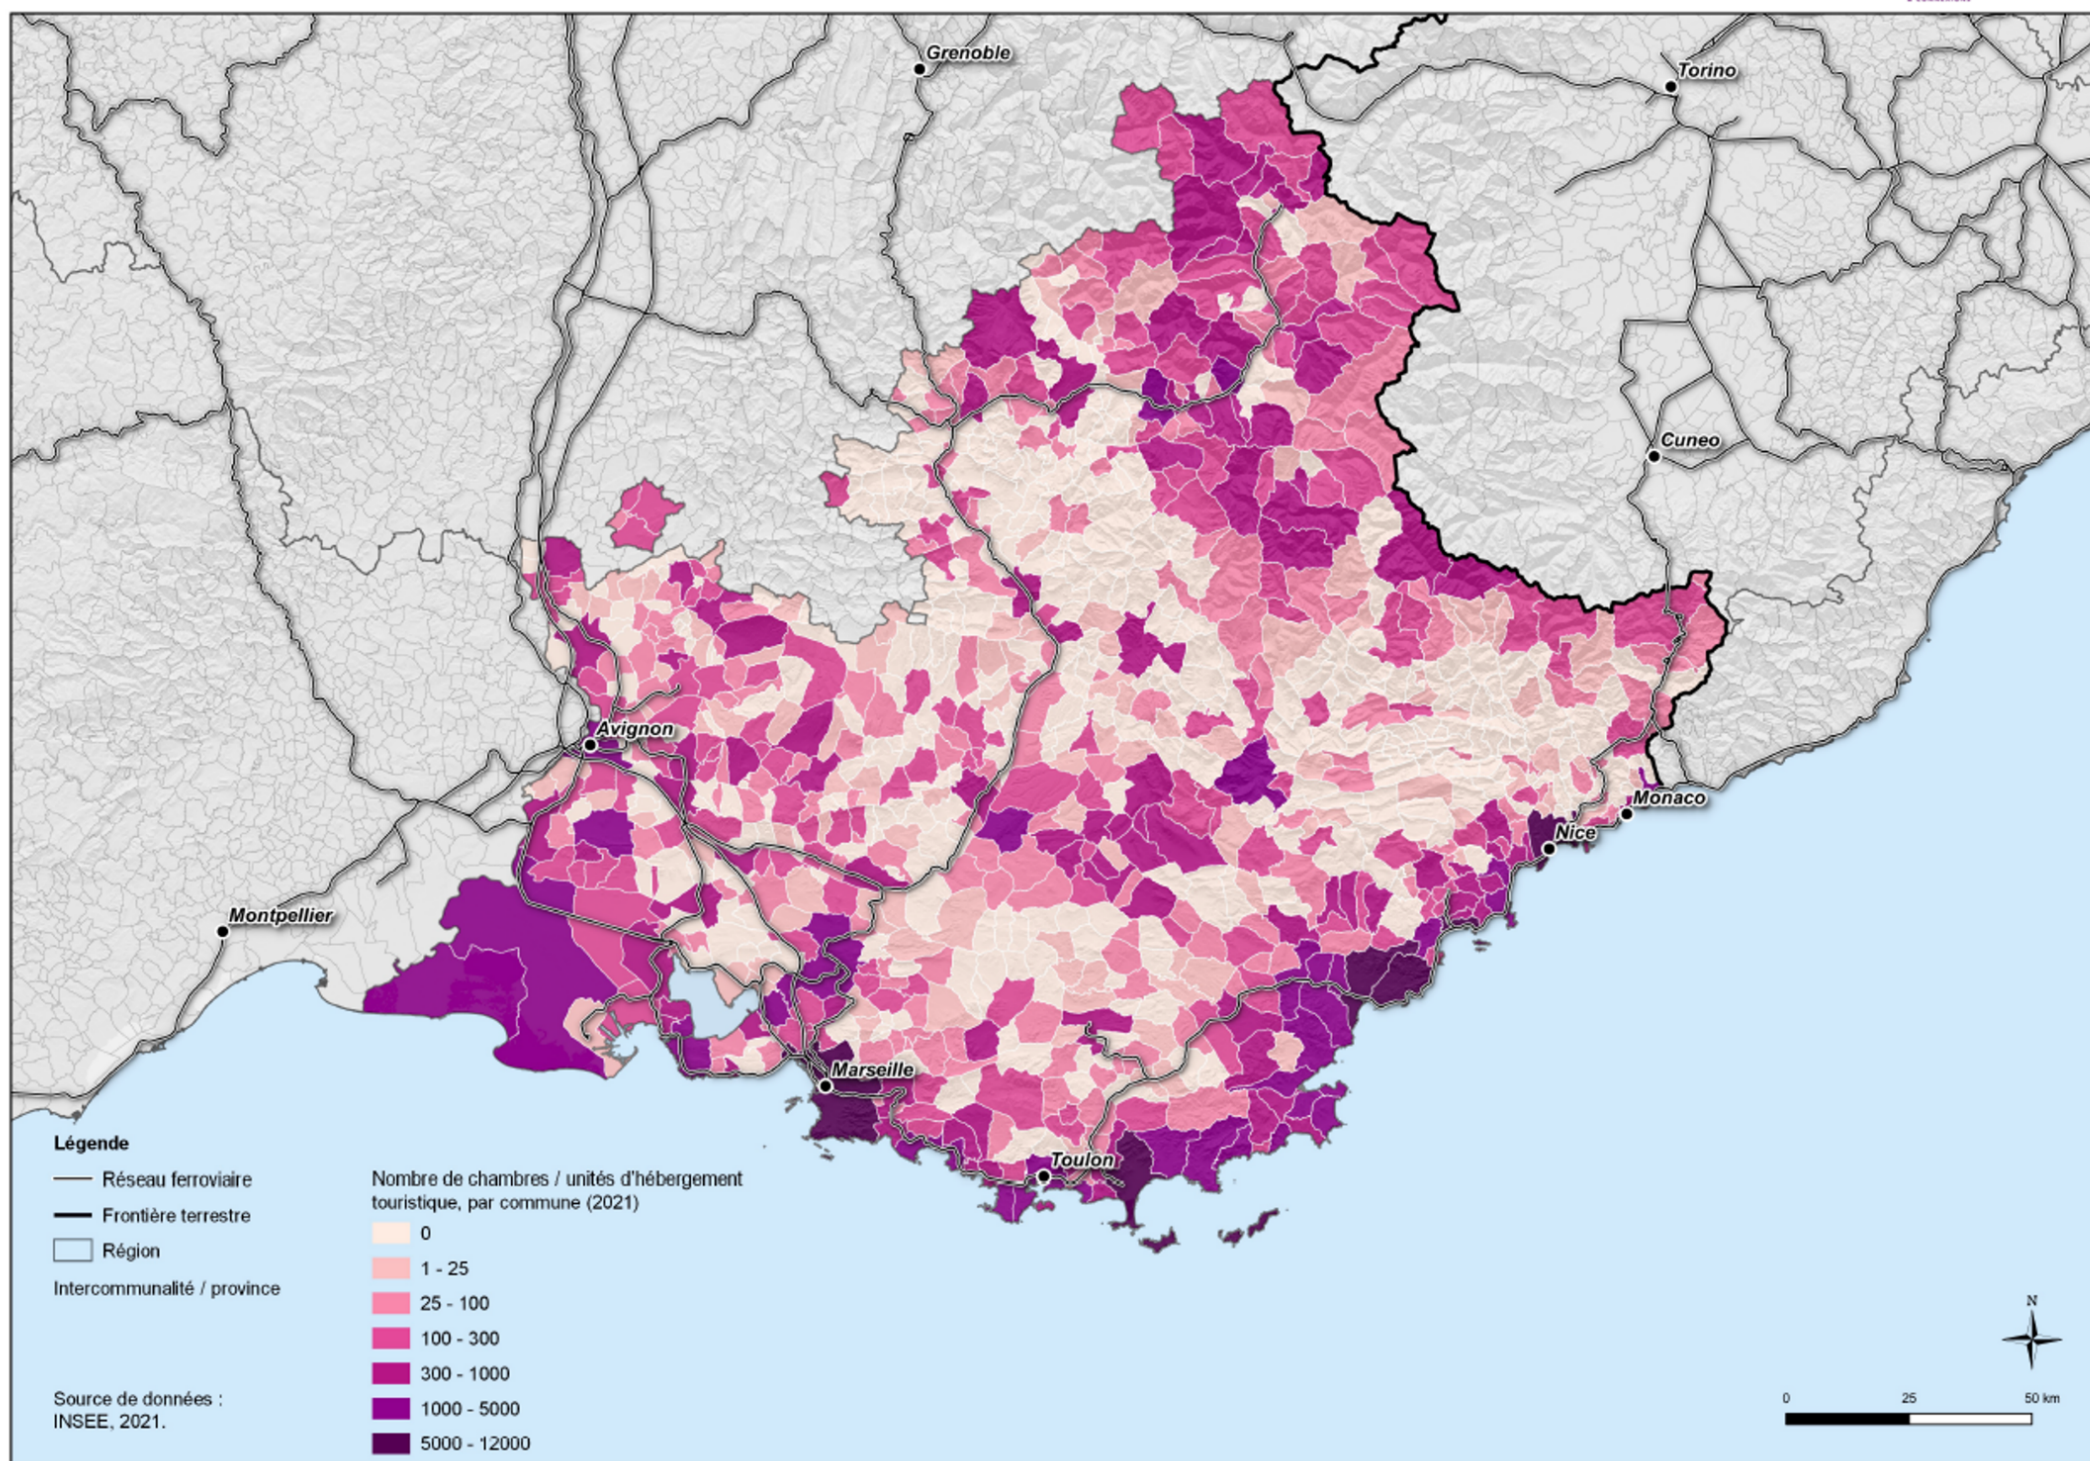 Grenoble
Torino
Cuneo
Avignon
Monaco
Nice
Montpellier
Marseille
Toulon
Légende
Réseau ferroviaire
Frontière terrestre
Région
Intercommunalité / province
Source de données :
INSEE, 2021.
Nombre de chambres / unités d'hébergement
touristique, par commune (2021)
0
1 - 25
25 - 100
100 - 300
300 - 1000
1000 - 5000
5000 - 12000
N
0 25 50 km